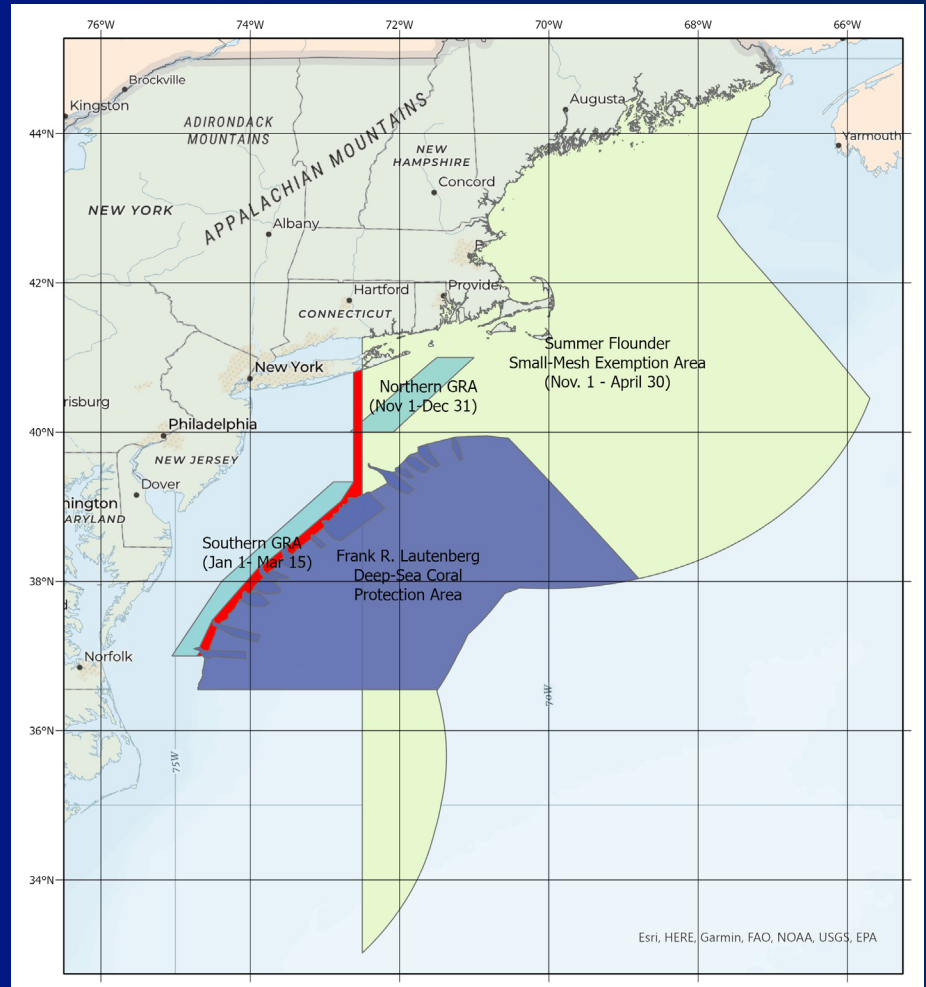 76°W 74°W 72°W 70°W 68°W 66°W
Brockville
Kingston
Augusta
ADIRONDACK
MOUNTAINS
44°N
Yarmouth
APPALACHIAN MOUNTAINS
NEW
HAMPSHIRE
Concord
NEW YORK
Albany
B
42°N
Hartford
Provide
CONNECTICUT
Summer Flounder
Small-Mesh Exemption Area
(Nov. 1 - April 30)
New York
Northern GRA
(Nov 1-Dec 31)
risburg
Philadelphia
40°N
NEW JERSEY
Dover
hington
ARYLAND
Southern GRA
(Jan 1- Mar 15)
Frank R. Lautenberg
Deep-Sea Coral
Protection Area
38°N
d
Norfolk
70W
36°N
75W
34°N
Esri, HERE, Garmin, FAO, NOAA, USGS, EPA